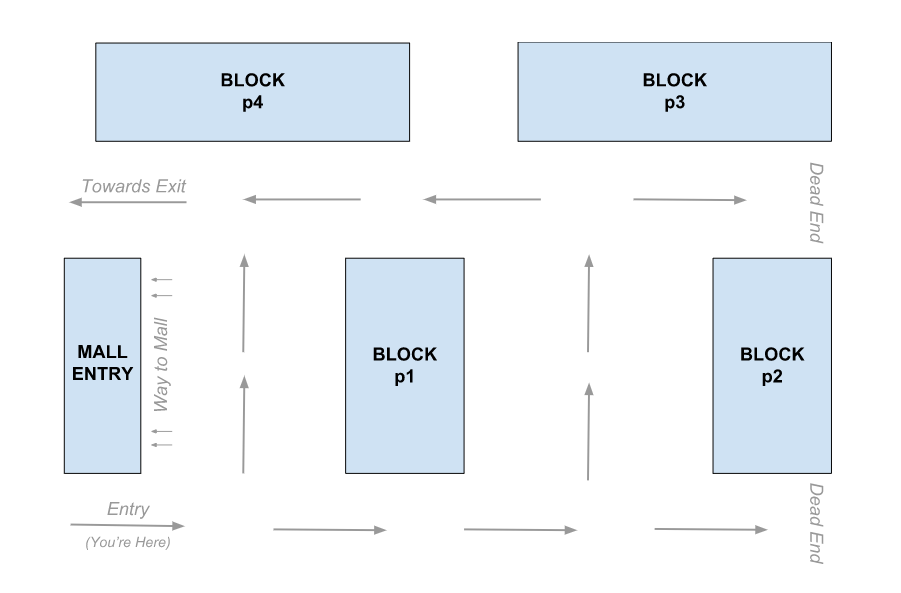 BLOCK
p4
BLOCK
p3
Towards Exit
Dead End
MALL
ENTRY
Way to Mall
BLOCK
p1
BLOCK
p2
Entry
(You're Here)
Dead End